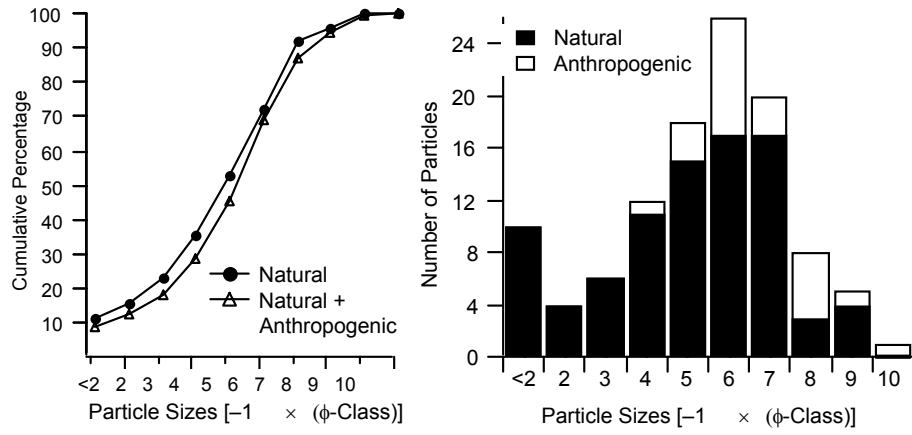 Cumulative Percentage
100
90
80
70
60
50
40
30
20
10
Natural
Natural +
Anthropogenic
<2 2 3 4 5 6 7 8 9 10
Particle Sizes [–1 × (ϕ-Class)]
Number of Particles
24
20
16
12
8
4
0
Natural
Anthropogenic
<2 2 3 4 5 6 7 8 9 10
Particle Sizes [–1 × (ϕ-Class)]